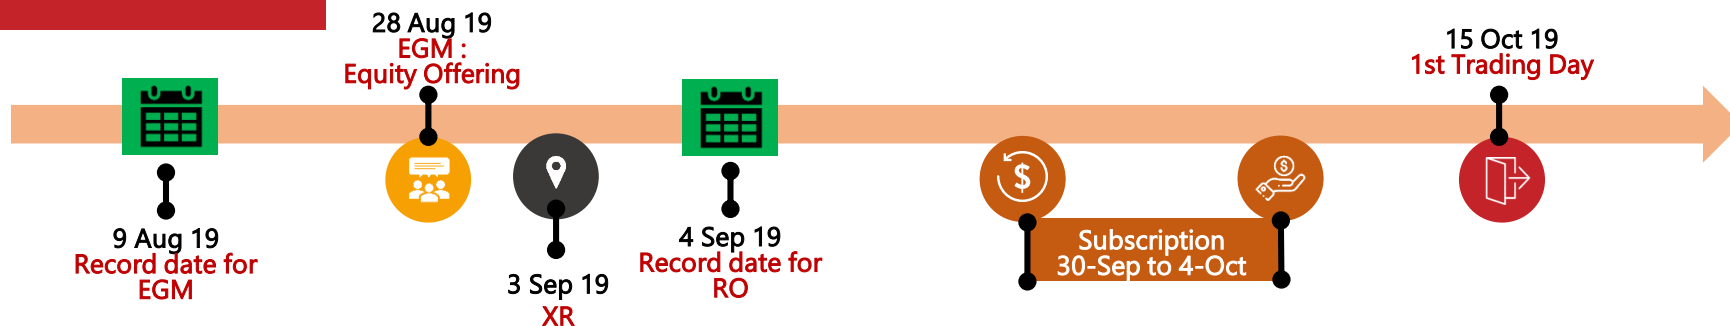 9 Aug 19
Record date for
EGM
28 Aug 19
EGM :
Equity Offering
3 Sep 19
XR
4 Sep 19
Record date for
RO
$
$
Subscription
30-Sep to 4-Oct
15 Oct 19
1st Trading Day